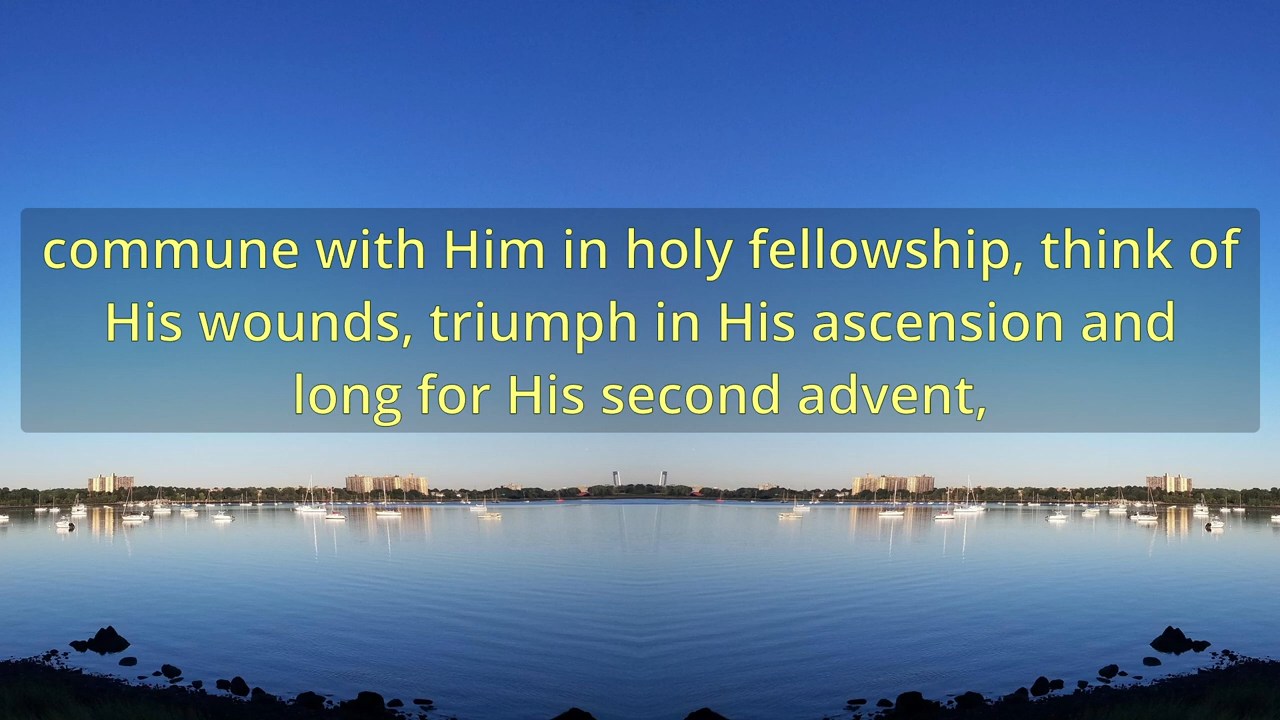 commune with Him in holy fellowship, think of
His wounds, triumph in His ascension and
long for His second advent,